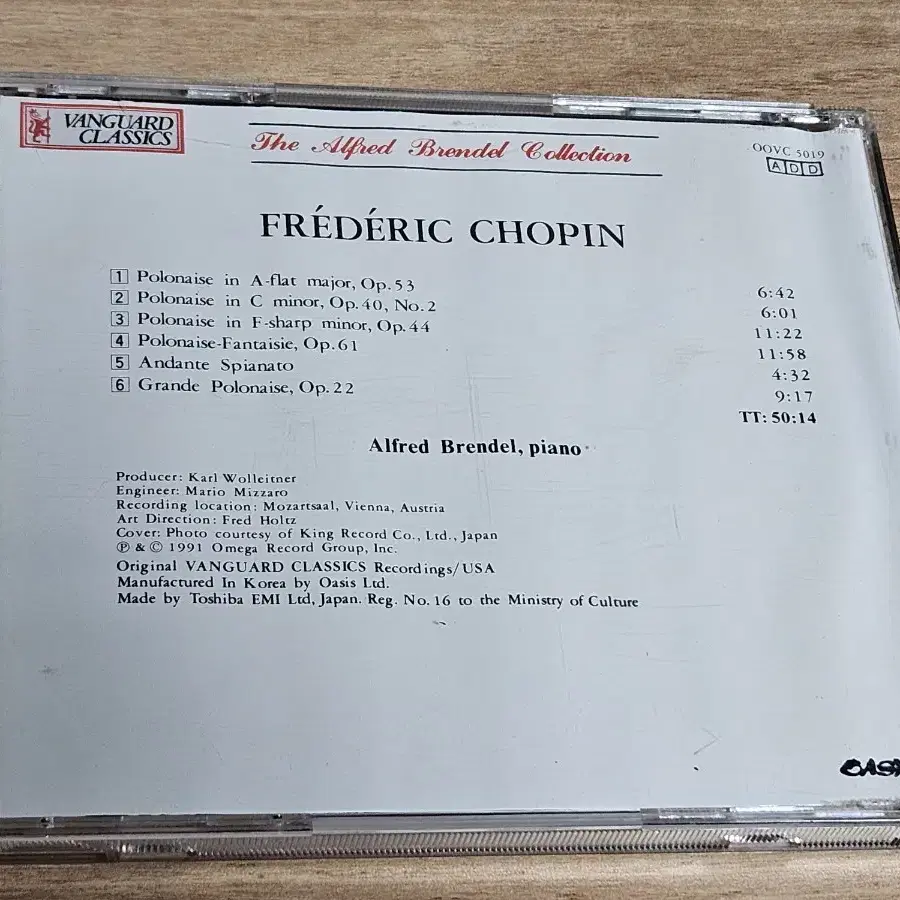 VANGUARD
CLASSICS
The Alfred Brendel Collection
OOVC 5019
A D D
FRÉDÉRIC CHOPIN
1 Polonaise in A-flat major, Op.53 6:42
2 Polonaise in C minor, Op.40, No.2 6:01
3 Polonaise in F-sharp minor, Op.44 11:22
4 Polonaise-Fantaisie, Op.61 11:58
5 Andante Spianato 4:32
6 Grande Polonaise, Op.22 9:17
TT: 50:14
Alfred Brendel, piano
Producer: Karl Wolleitner
Engineer: Mario Mizzaro
Recording location: Mozartsaal, Vienna, Austria
Art Direction: Fred Holtz
Cover: Photo courtesy of King Record Co., Ltd., Japan
℗ & © 1991 Omega Record Group, Inc.
Original VANGUARD CLASSICS Recordings/USA
Manufactured In Korea by Oasis Ltd.
Made by Toshiba EMI Ltd, Japan. Reg. No. 16 to the Ministry of Culture